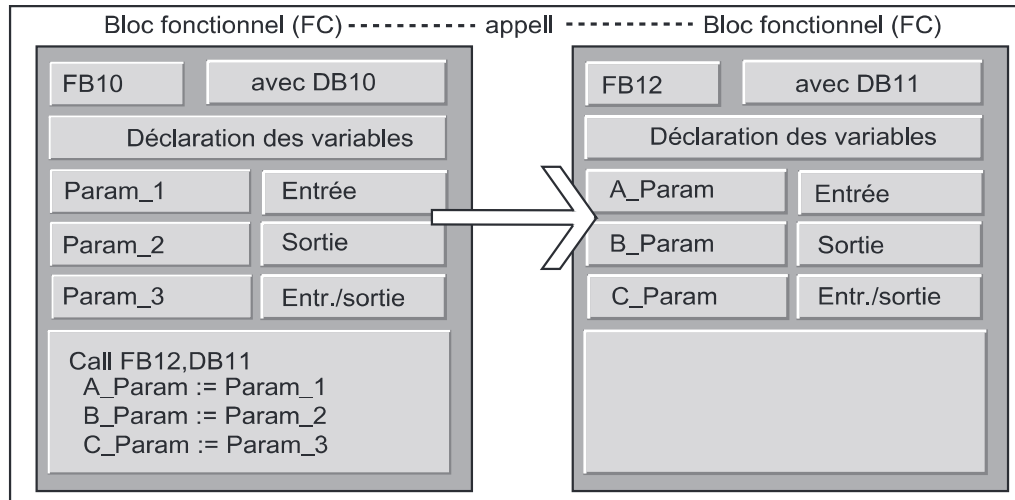 Bloc fonctionnel (FC) ----------- appell ------------ Bloc fonctionnel (FC)
FB10 avec DB10
Déclaration des variables
Param_1 Entrée
Param_2 Sortie
Param_3 Entr./sortie
Call FB12,DB11
A_Param := Param_1
B_Param := Param_2
C_Param := Param_3
FB12 avec DB11
Déclaration des variables
A_Param Entrée
B_Param Sortie
C_Param Entr./sortie